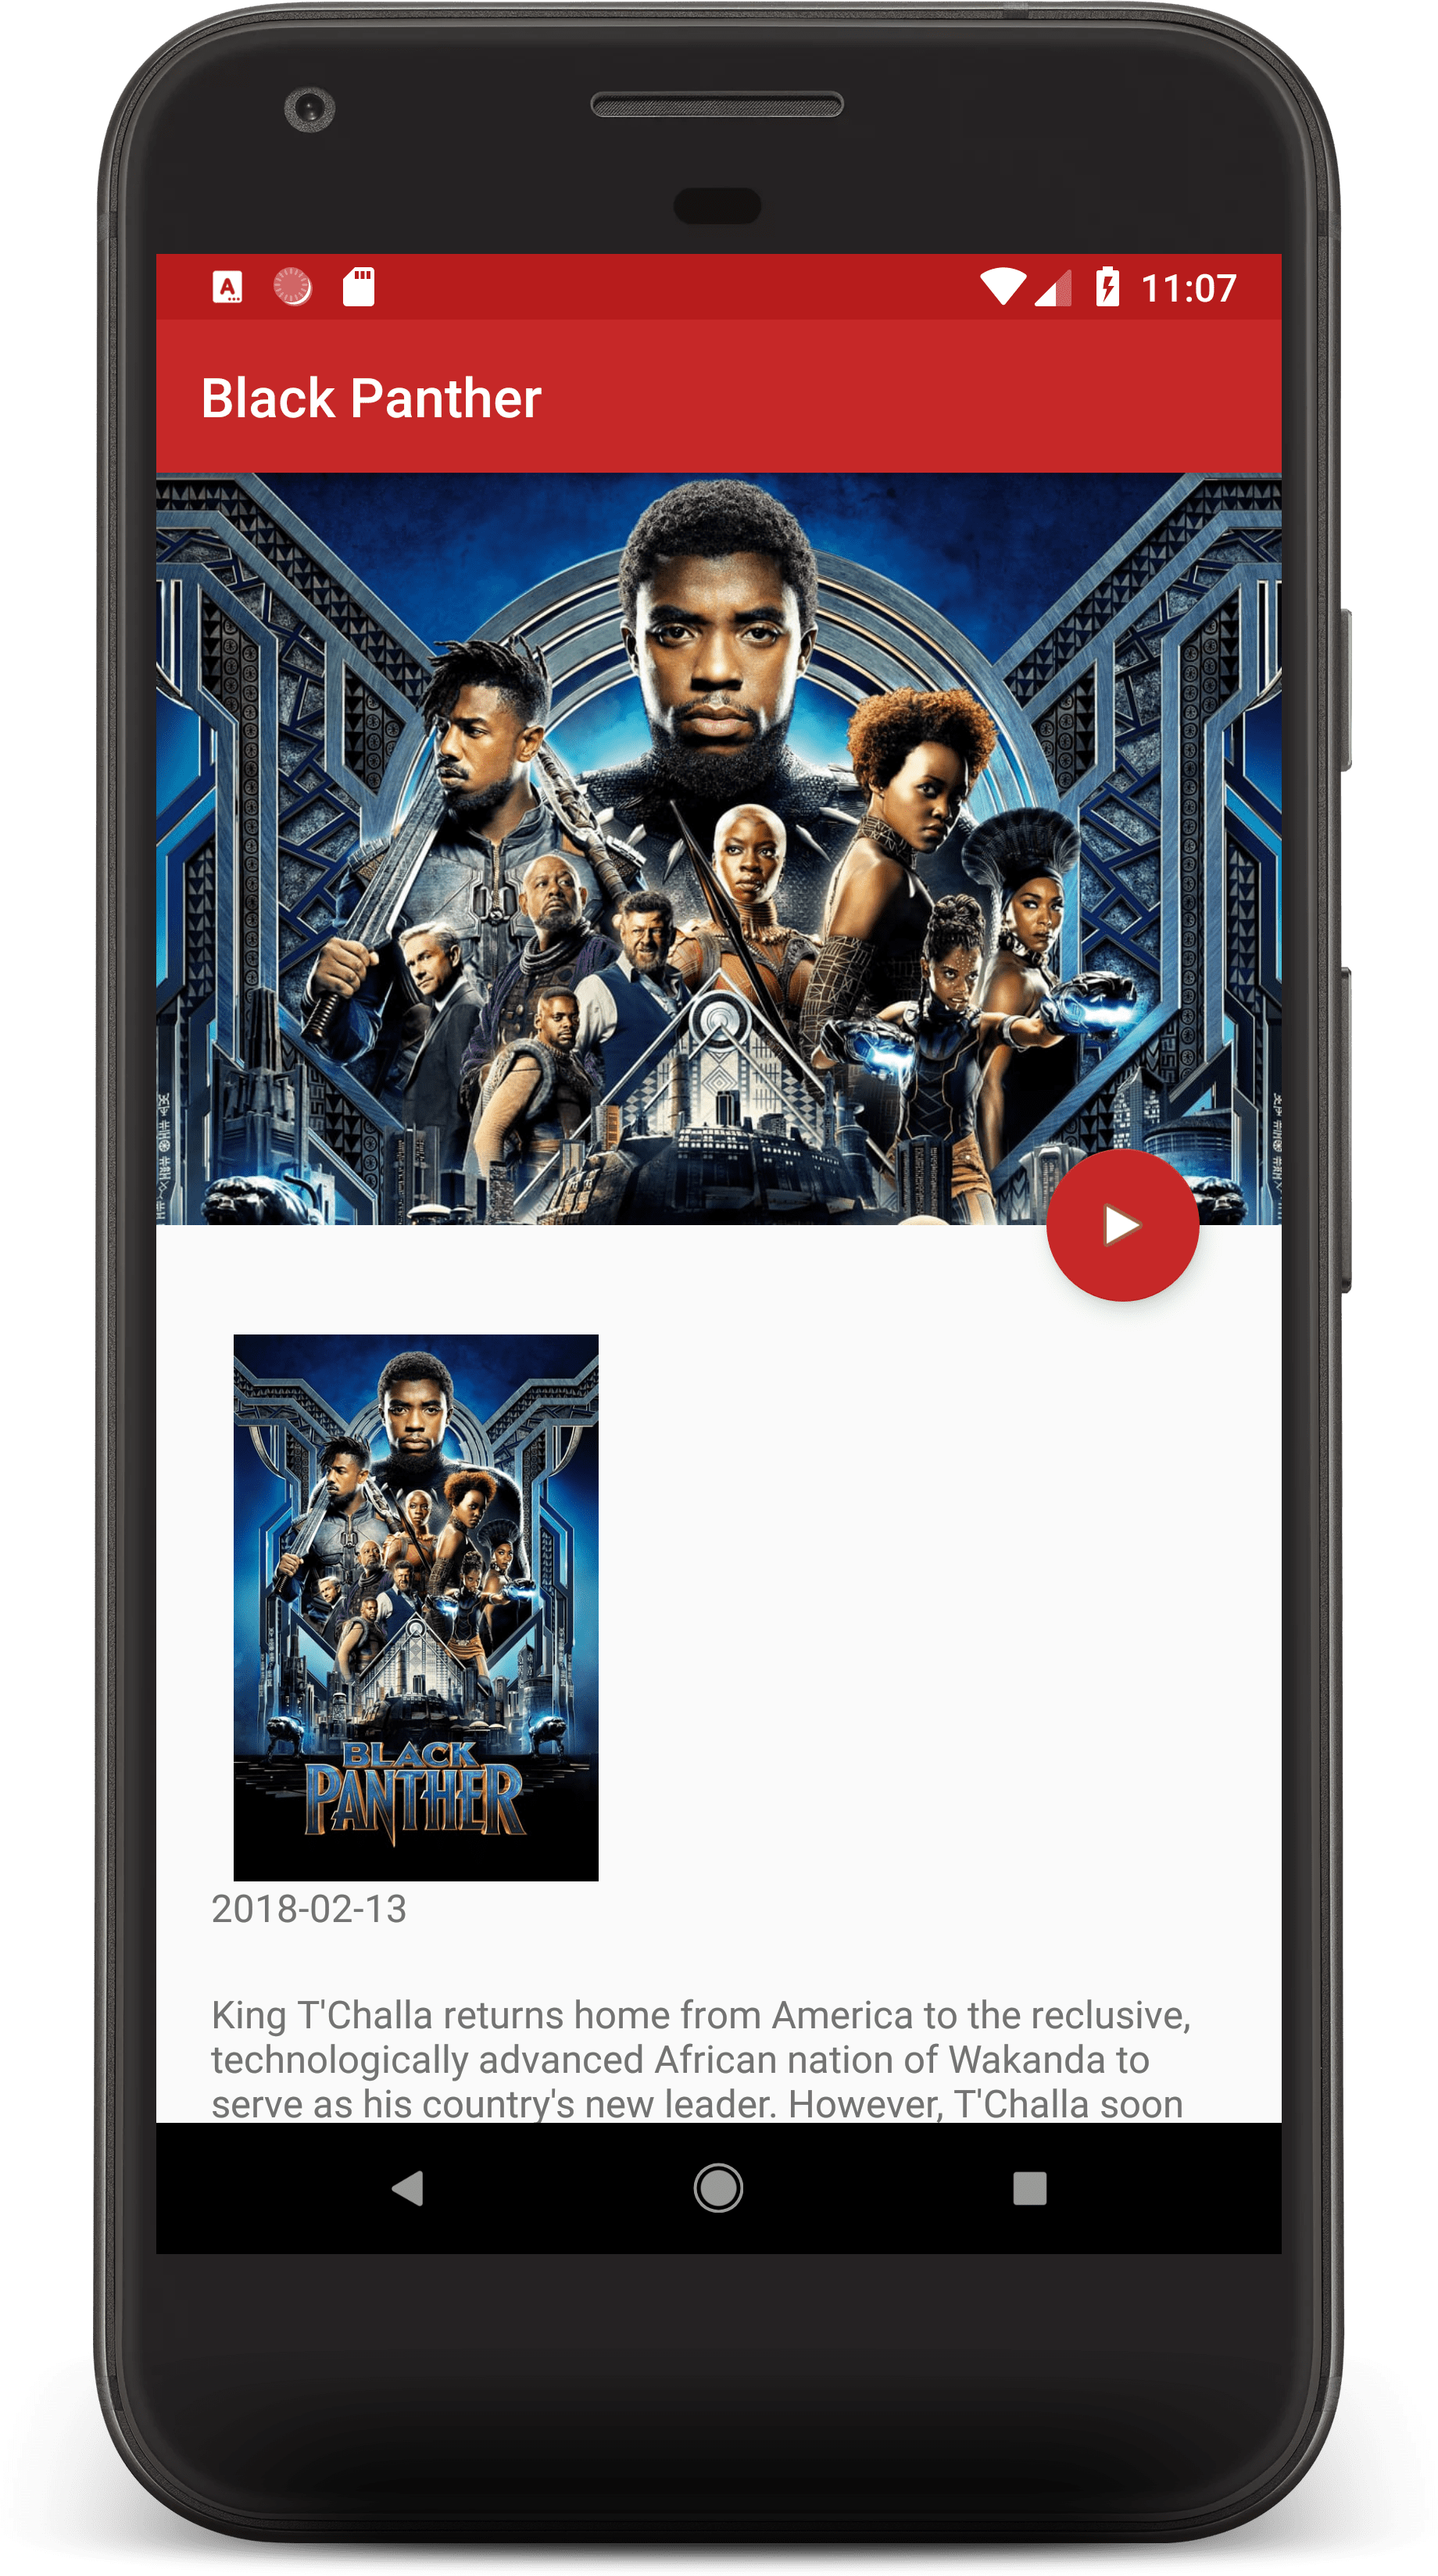 11:07
Black Panther
BLACK
PANTHER
2018-02-13
King T'Challa returns home from America to the reclusive,
technologically advanced African nation of Wakanda to
serve as his country's new leader. However, T'Challa soon